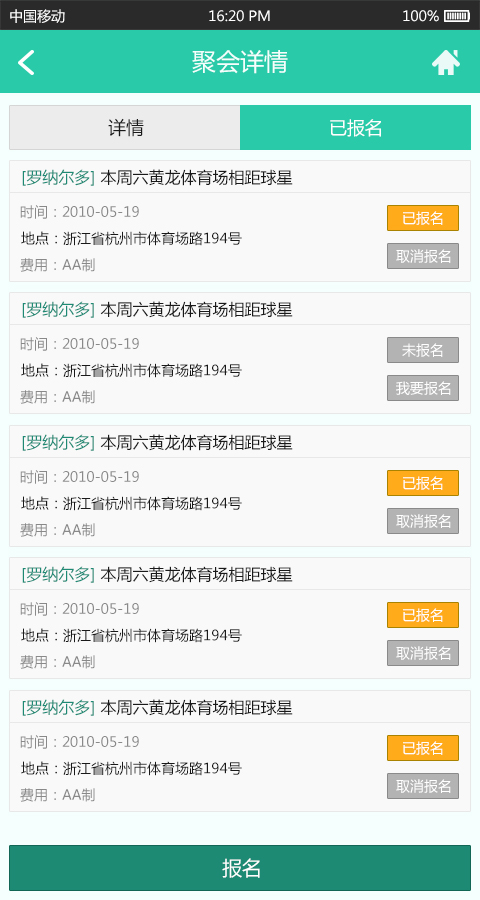 中国移动 16:20 PM 100%
聚会详情
详情 已报名
[罗纳尔多] 本周六黄龙体育场相距球星
时间：2010-05-19
已报名
地点：浙江省杭州市体育场路194号
取消报名
费用：AA制
[罗纳尔多] 本周六黄龙体育场相距球星
时间：2010-05-19
未报名
地点：浙江省杭州市体育场路194号
我要报名
费用：AA制
[罗纳尔多] 本周六黄龙体育场相距球星
时间：2010-05-19
已报名
地点：浙江省杭州市体育场路194号
取消报名
费用：AA制
[罗纳尔多] 本周六黄龙体育场相距球星
时间：2010-05-19
已报名
地点：浙江省杭州市体育场路194号
取消报名
费用：AA制
[罗纳尔多] 本周六黄龙体育场相距球星
时间：2010-05-19
已报名
地点：浙江省杭州市体育场路194号
取消报名
费用：AA制
报名